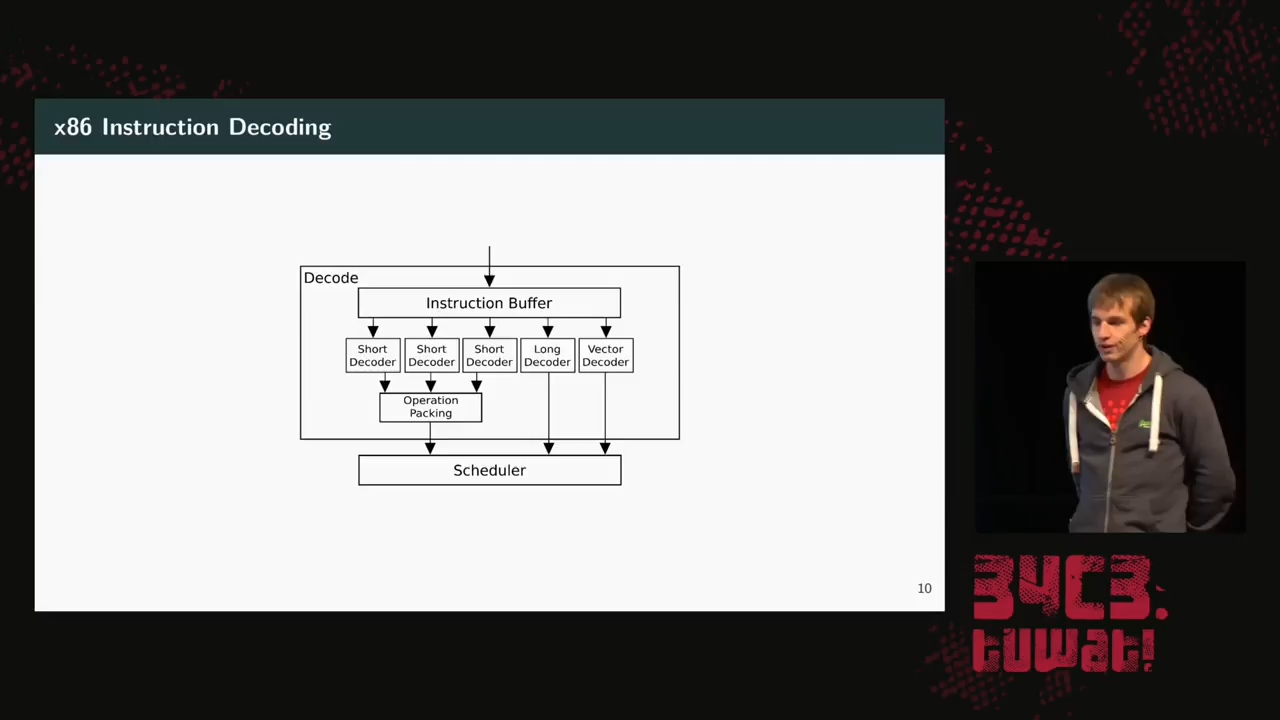 x86 Instruction Decoding
Decode
Instruction Buffer
Short Decoder
Short Decoder
Short Decoder
Long Decoder
Vector Decoder
Operation Packing
Scheduler
10
34C3.
tuwat!